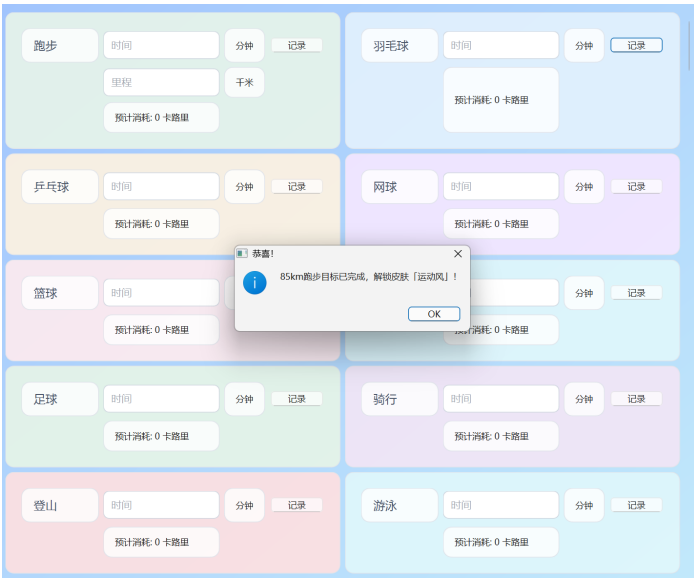 跑步 时间 分钟 记录
里程 千米
预计消耗: 0 卡路里
羽毛球 时间 分钟 记录
预计消耗: 0 卡路里
乒乓球 时间 分钟 记录
预计消耗: 0 卡路里
网球 时间 分钟 记录
预计消耗: 0 卡路里
恭喜!
85km跑步目标已完成，解锁皮肤「运动风」!
OK
篮球 时间
预计消耗: 0 卡路里
分钟 记录
预计消耗: 0 卡路里
足球 时间 分钟 记录
预计消耗: 0 卡路里
骑行 时间 分钟 记录
预计消耗: 0 卡路里
登山 时间 分钟 记录
预计消耗: 0 卡路里
游泳 时间 分钟 记录
预计消耗: 0 卡路里